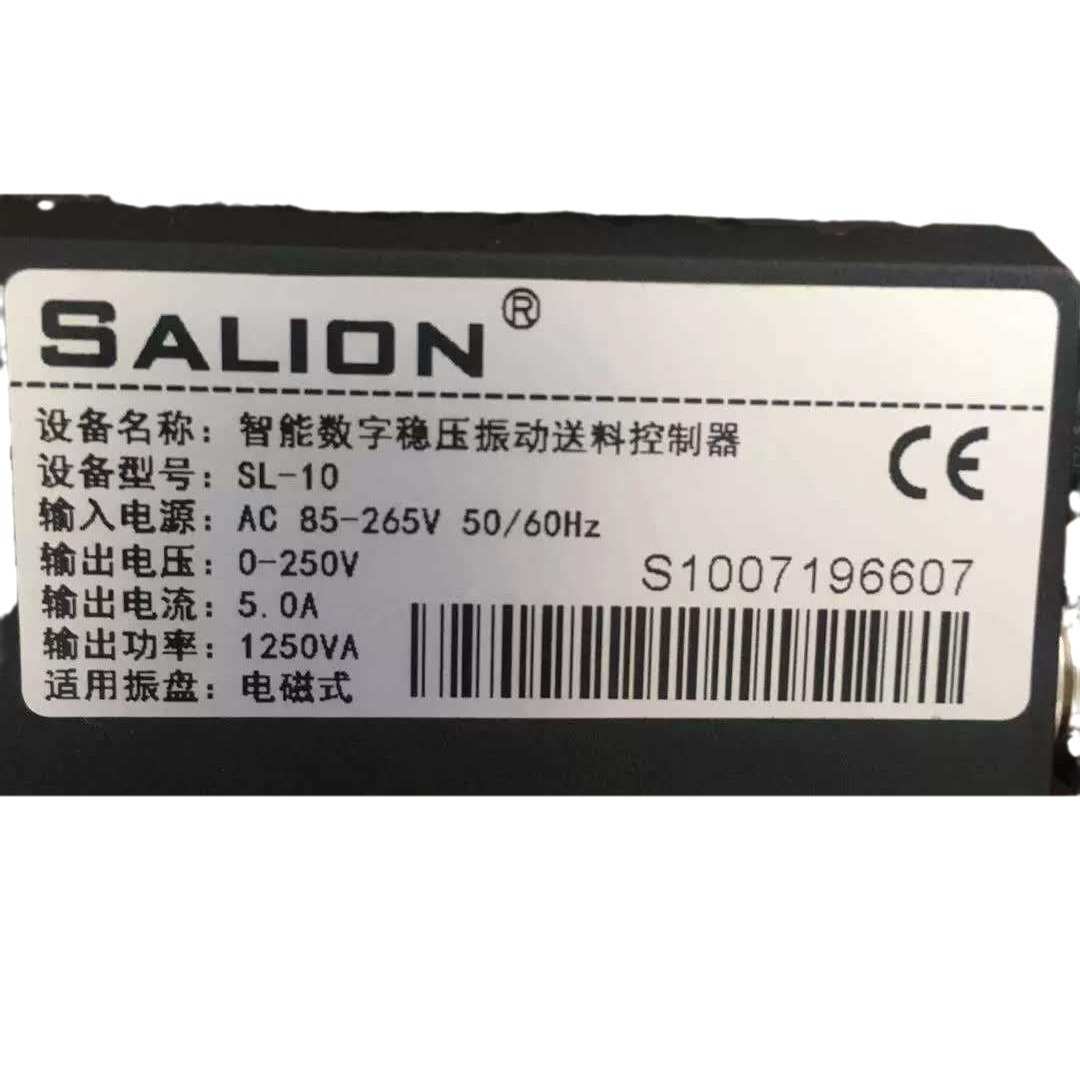 SALION®
设备名称：智能数字稳压振动送料控制器
设备型号：SL-10
输入电源：AC 85-265V 50/60Hz
输出电压：0-250V
输出电流：5.0A
输出功率：1250VA
适用振盘：电磁式
CE
S1007196607